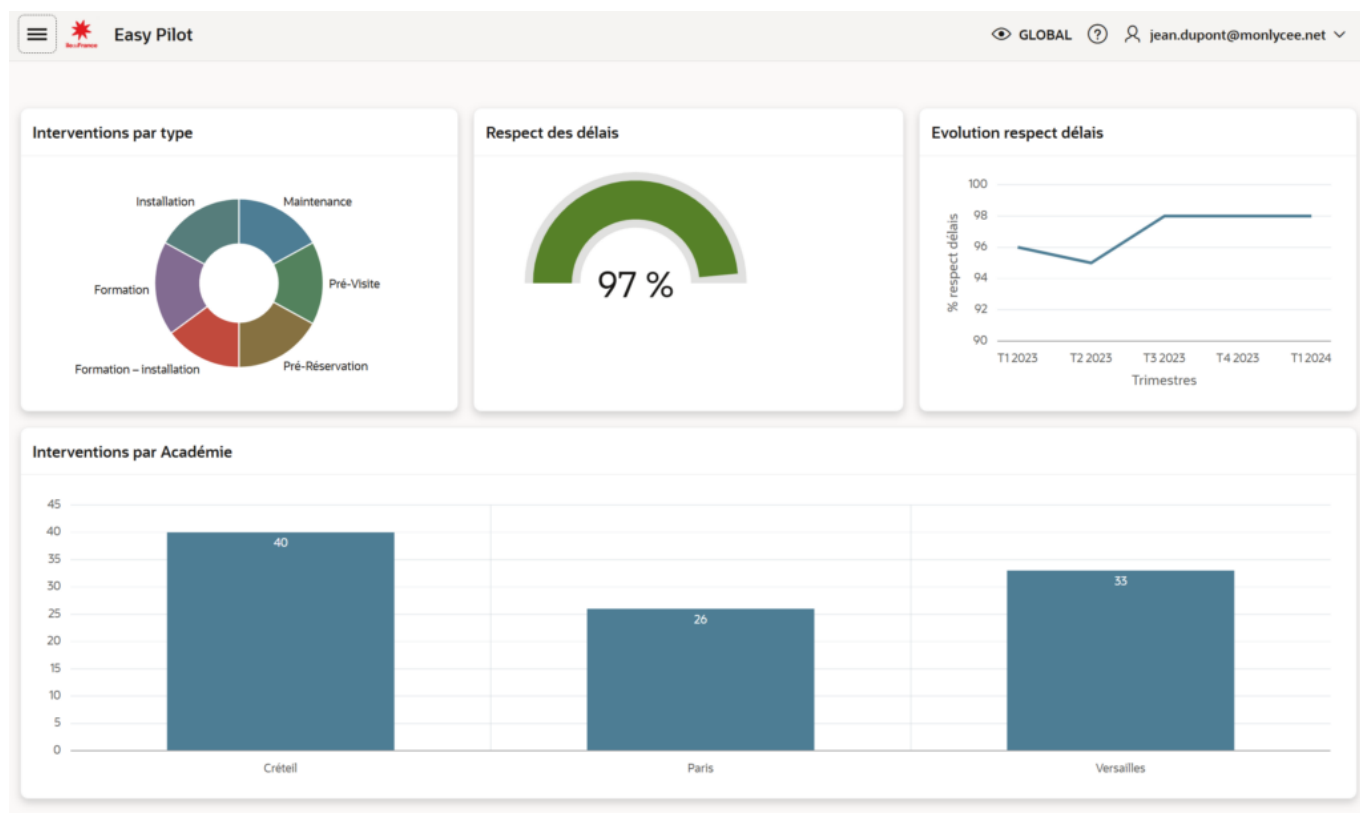 Easy Pilot
GLOBAL
jean.dupont@monlycee.net
Interventions par type
Installation
Maintenance
Formation
Pré-Visite
Formation – installation
Pré-Réservation
Respect des délais
97 %
Evolution respect délais
% respect délais
100
98
96
94
92
90
T1 2023 T2 2023 T3 2023 T4 2023 T1 2024
Trimestres
Interventions par Académie
45
40
35
30
25
20
15
10
5
0
40
26
33
Créteil Paris Versailles